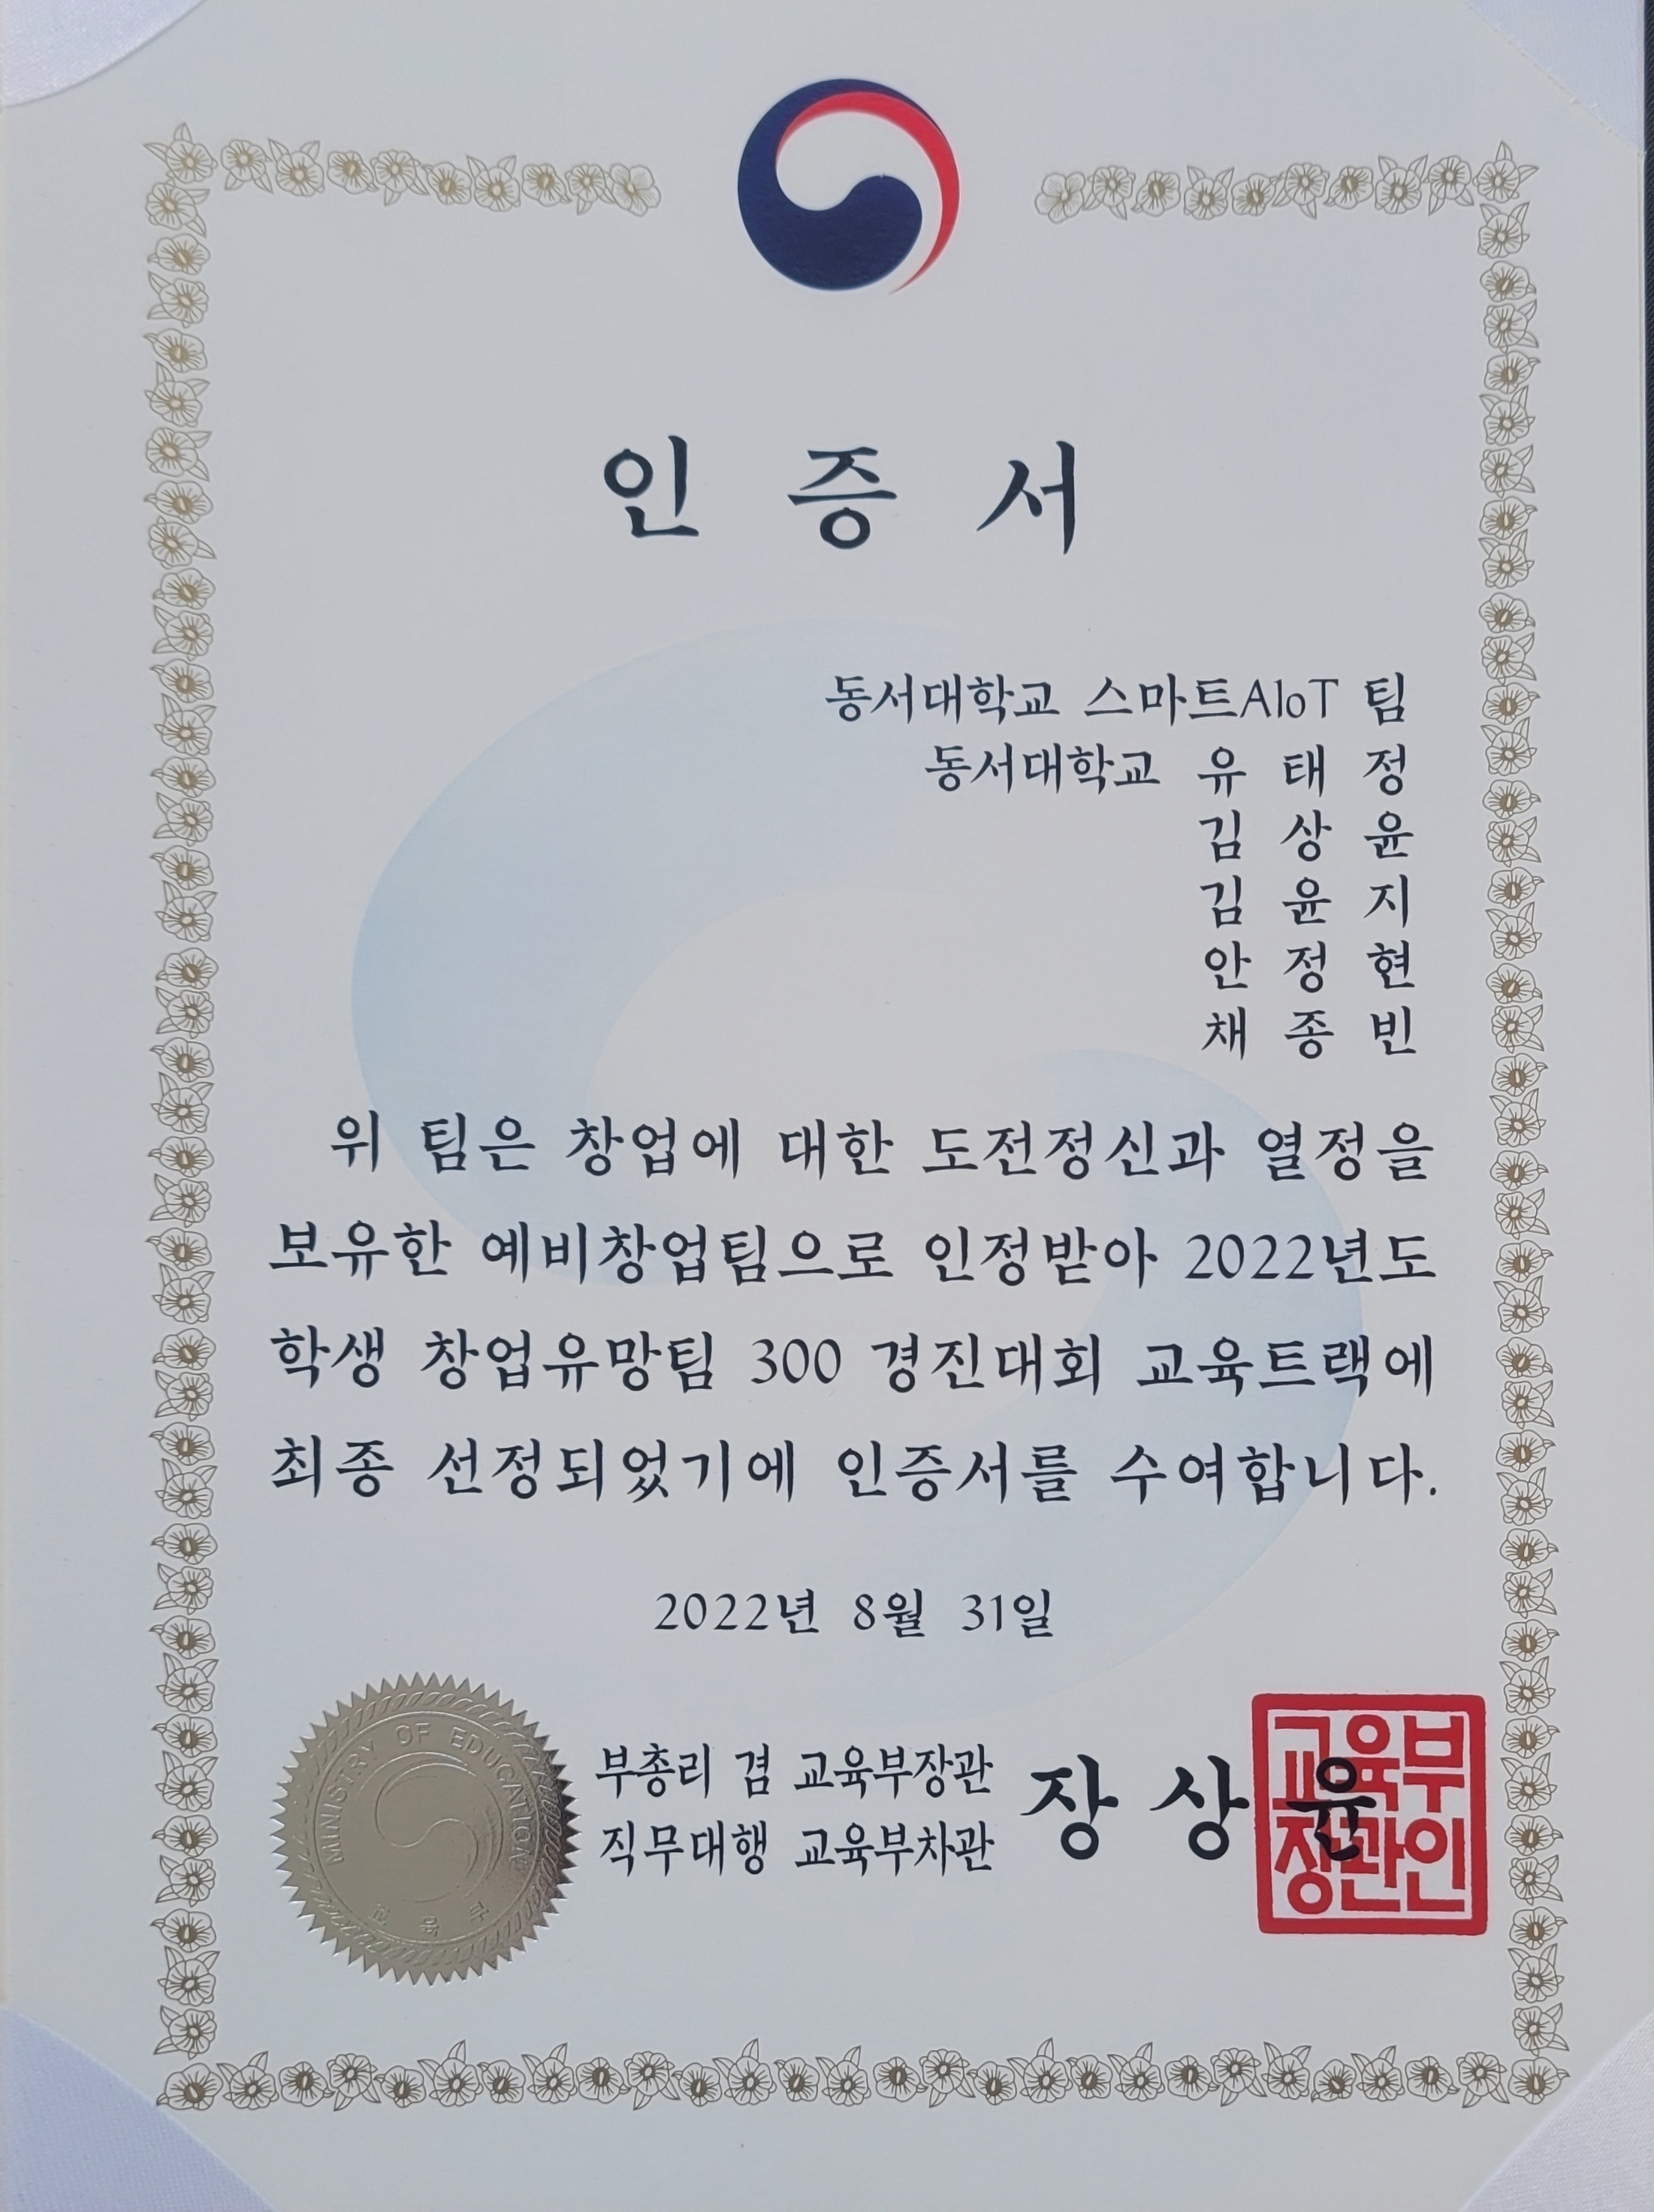 인 증 서
동서대학교 스마트AIoT 팀
동서대학교 유 태 정
김 상 윤
김 윤 지
안 정 현
채 종 빈
위 팀은 창업에 대한 도전정신과 열정을
보유한 예비창업팀으로 인정받아 2022년도
학생 창업유망팀 300 경진대회 교육트랙에
최종 선정되었기에 인증서를 수여합니다.
2022년 8월 31일
MINISTRY OF EDUCATION
교 육 부
부총리 겸 교육부장관
직무대행 교육부차관
장 상 윤
교육부
장관인